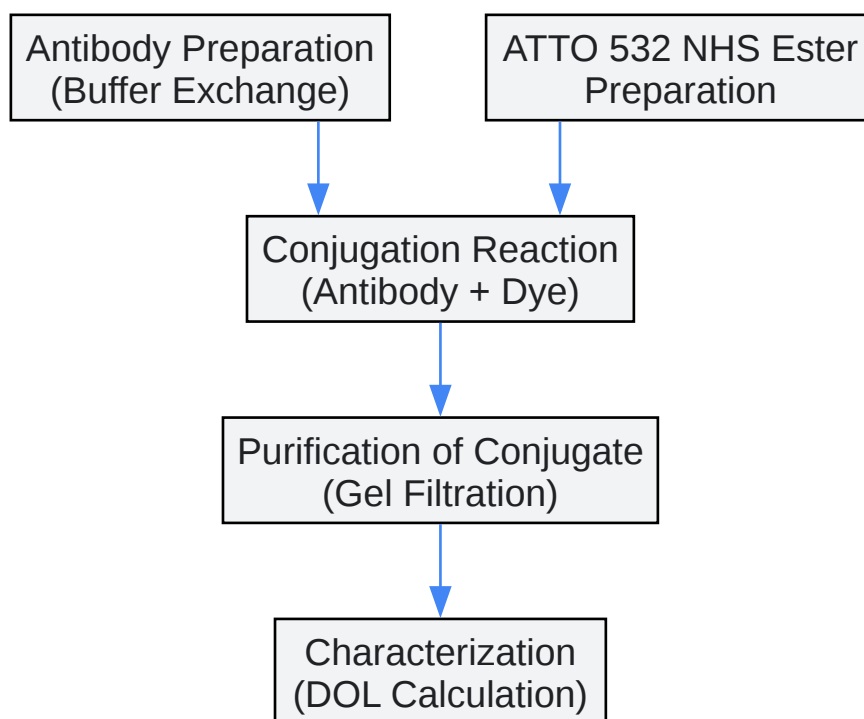 Antibody Preparation
(Buffer Exchange)
ATTO 532 NHS Ester
Preparation
Conjugation Reaction
(Antibody + Dye)
Purification of Conjugate
(Gel Filtration)
Characterization
(DOL Calculation)